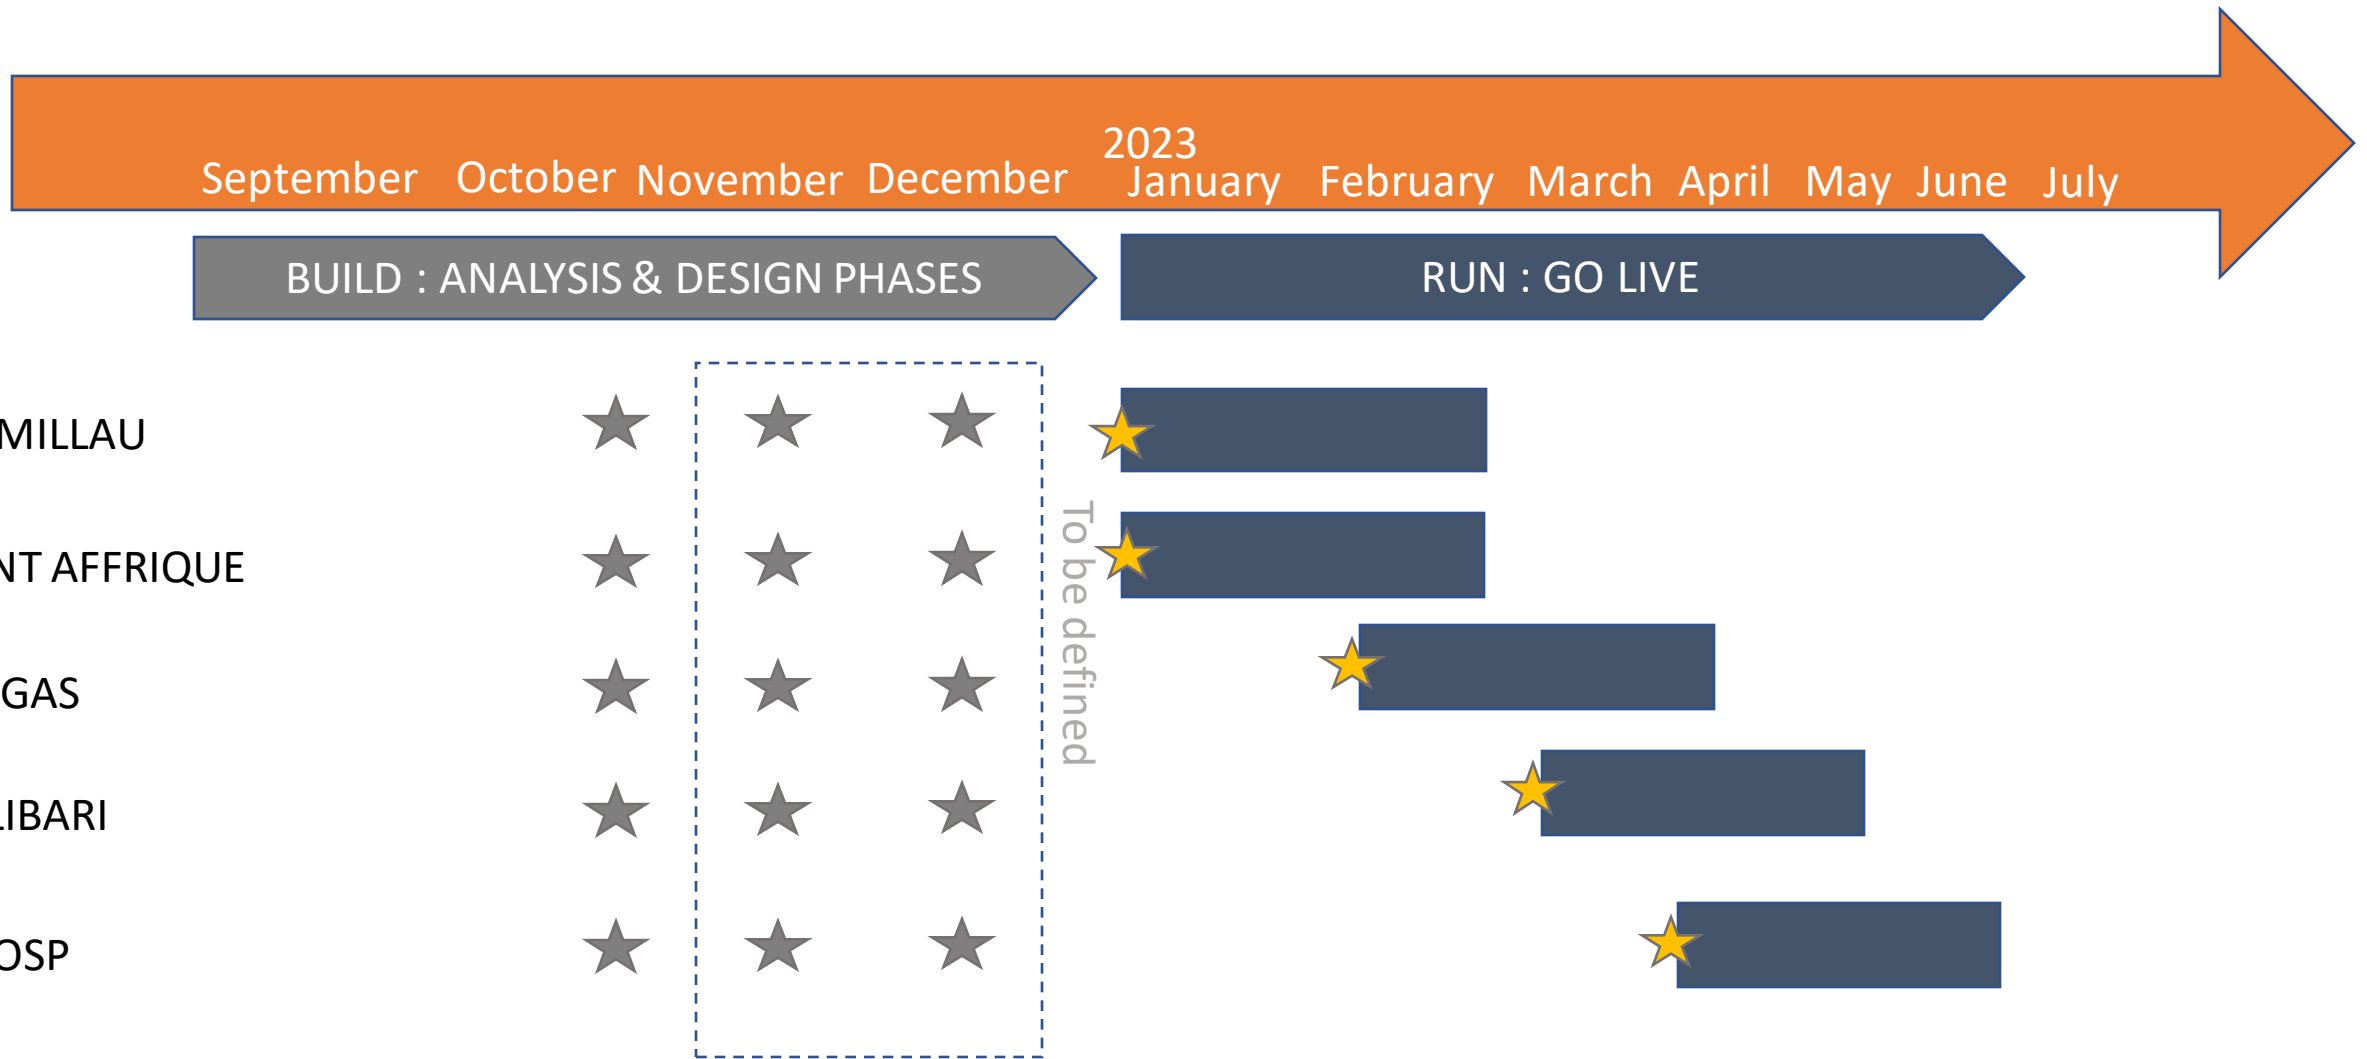 2023
September October November December January February March April May June July
BUILD : ANALYSIS & DESIGN PHASES
RUN : GO LIVE
MILLAU
NT AFFRIQUE
To be defined
GAS
LIBARI
OSP